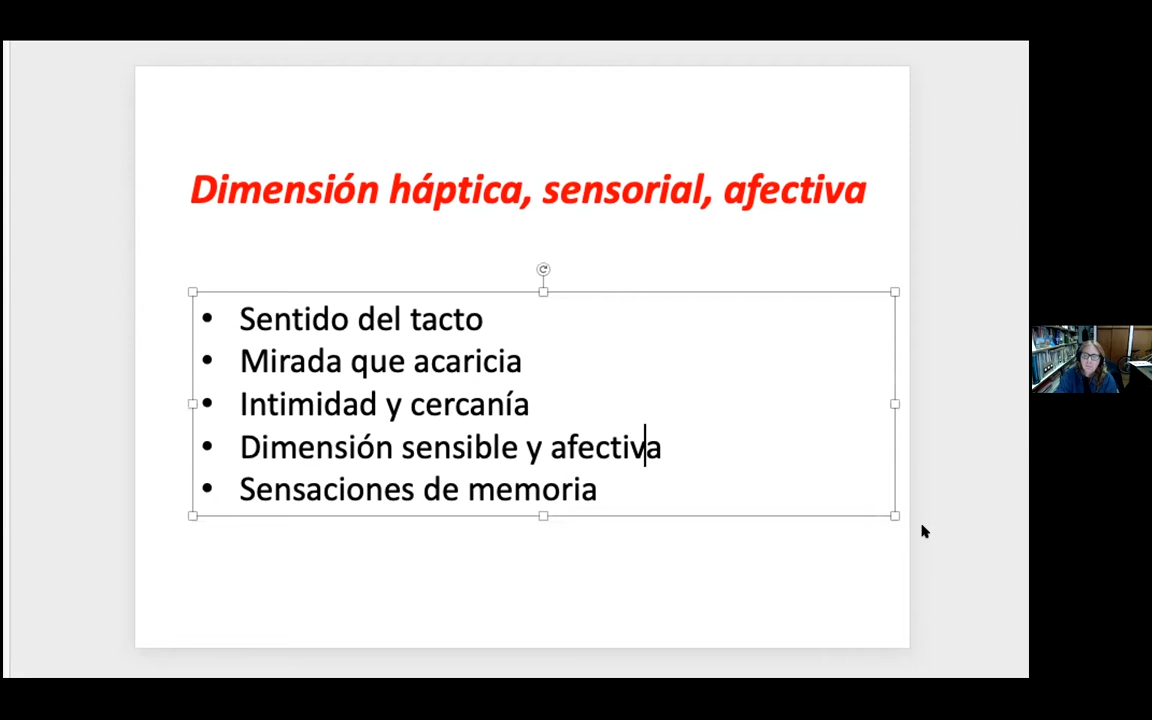 Dimensión háptica, sensorial, afectiva
• Sentido del tacto
• Mirada que acaricia
• Intimidad y cercanía
• Dimensión sensible y afectiva
• Sensaciones de memoria